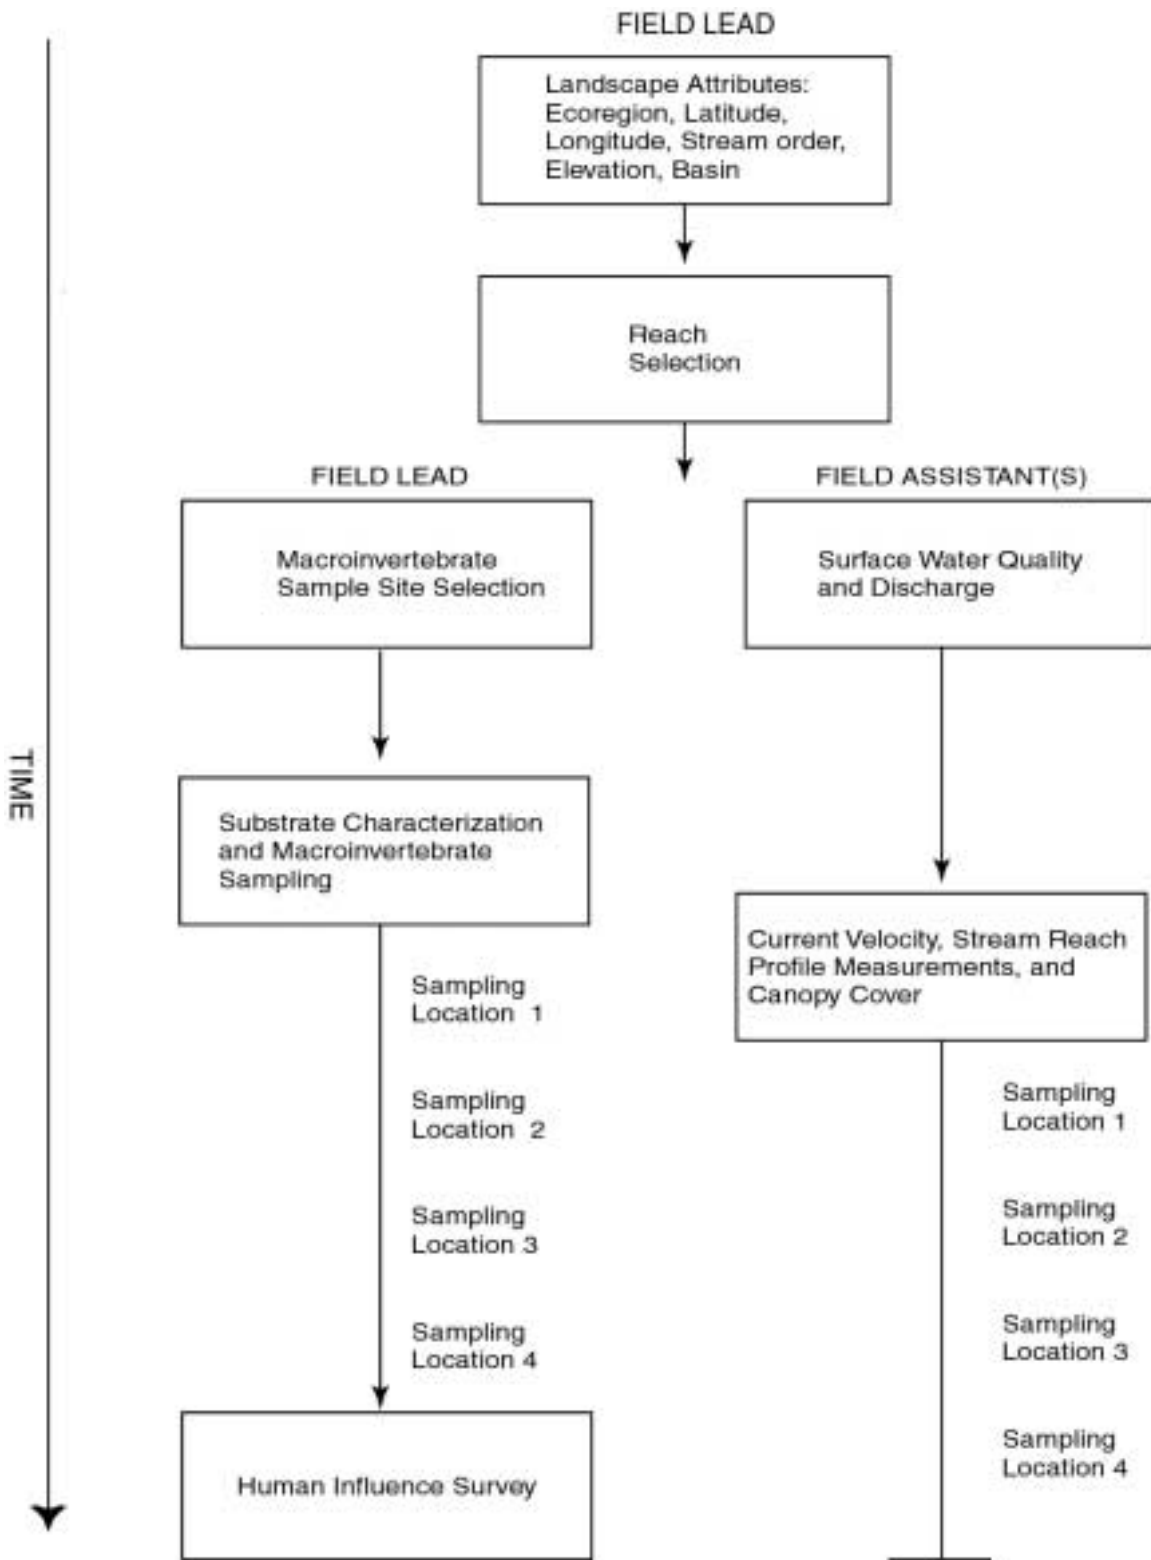 FIELD LEAD
Landscape Attributes:
Ecoregion, Latitude,
Longitude, Stream order,
Elevation, Basin
Reach
Selection
FIELD LEAD
Macroinvertebrate
Sample Site Selection
Substrate Characterization
and Macroinvertebrate
Sampling
Sampling
Location 1
Sampling
Location 2
Sampling
Location 3
Sampling
Location 4
Human Influence Survey
FIELD ASSISTANT(S)
Surface Water Quality
and Discharge
Current Velocity, Stream Reach
Profile Measurements, and
Canopy Cover
Sampling
Location 1
Sampling
Location 2
Sampling
Location 3
Sampling
Location 4
TIME